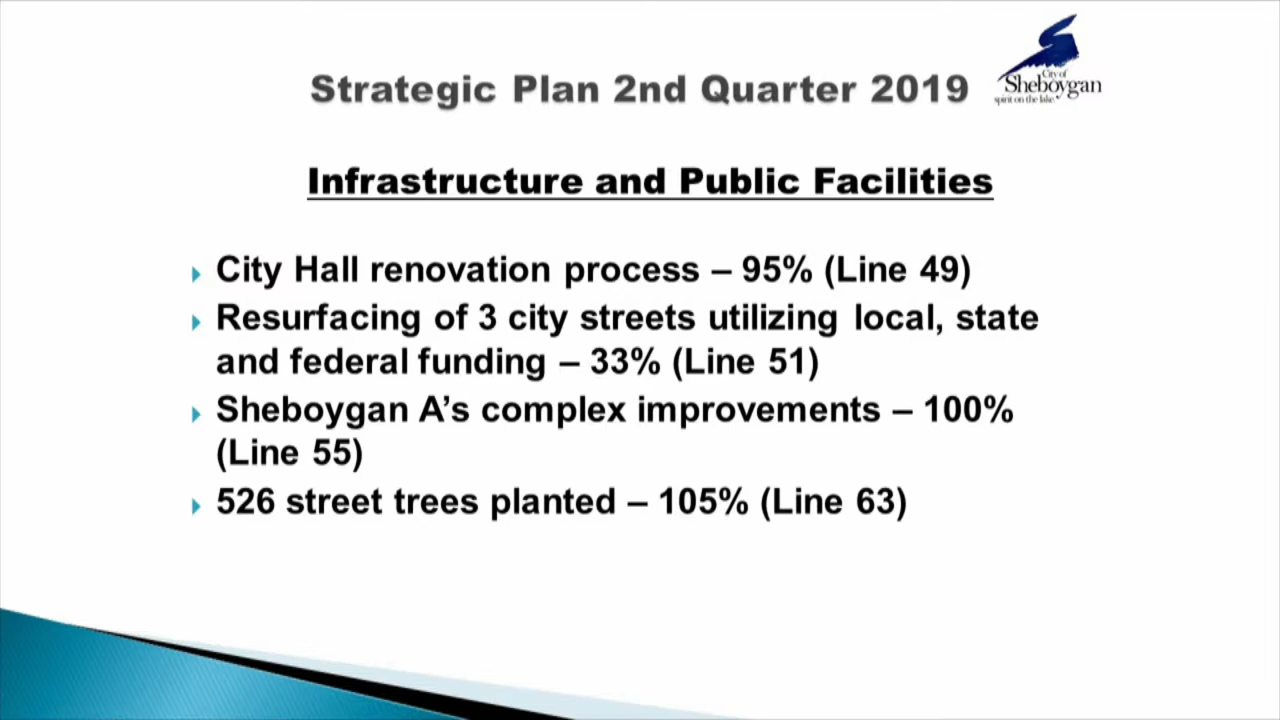 Strategic Plan 2nd Quarter 2019
City of
Sheboygan
spirit on the lake
Infrastructure and Public Facilities
City Hall renovation process – 95% (Line 49)
Resurfacing of 3 city streets utilizing local, state
and federal funding – 33% (Line 51)
Sheboygan A’s complex improvements – 100%
(Line 55)
526 street trees planted – 105% (Line 63)